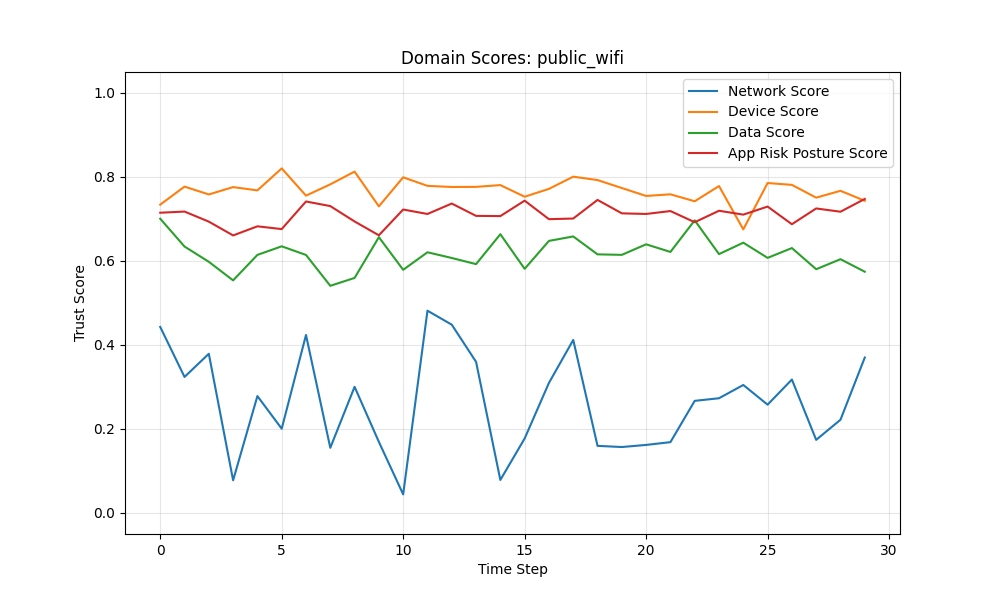 Domain Scores: public_wifi
Network Score
Device Score
Data Score
App Risk Posture Score
Trust Score
1.0
0.8
0.6
0.4
0.2
0.0
0 5 10 15 20 25 30
Time Step